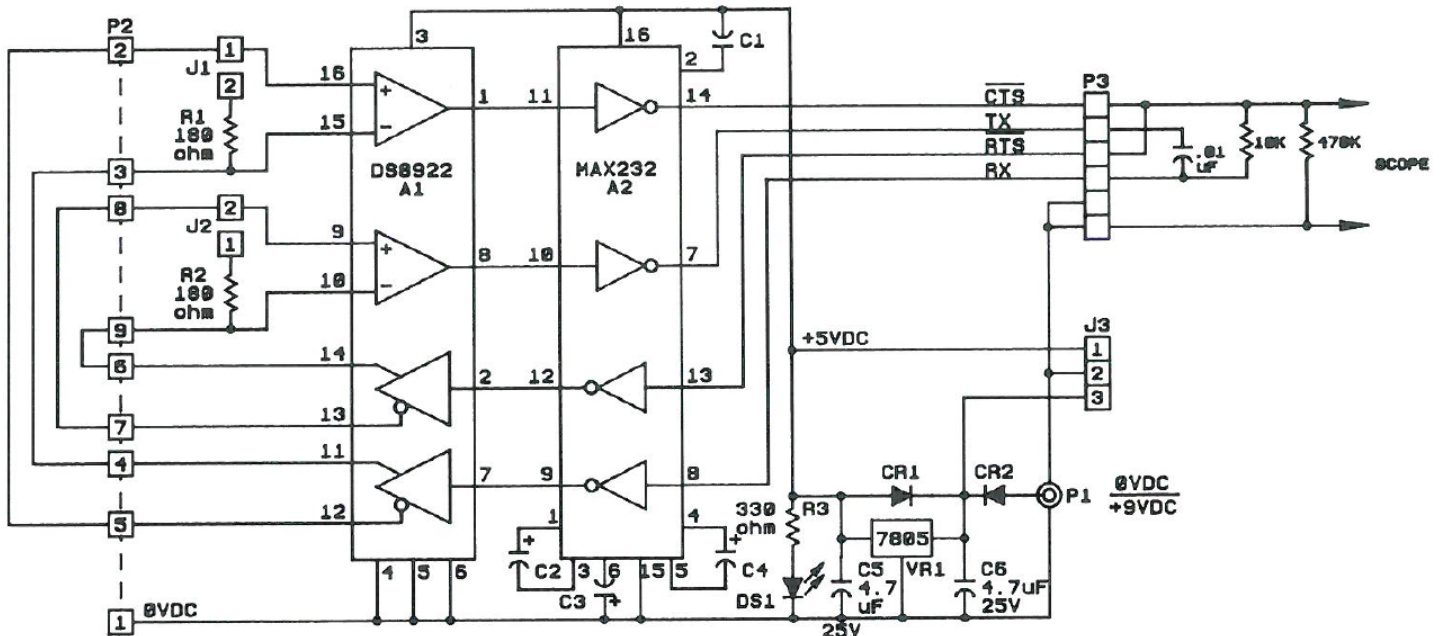 P2
2
1
J1
2
R1
180
ohm
3
8
2
J2
1
R2
180
ohm
9
6
7
4
5
1
0VDC
3
16
+
15
-
1
DS8922
A1
9
+
10
-
8
14
2
13
11
7
12
4
5
6
16
C1
2
11
14
MAX232
A2
10
7
12
13
9
8
1
4
+
C2
3
6
15
5
+
C4
C3
+
CTS
TX
RTS
RX
P3
.01
uF
10K
470K
SCOPE
+5VDC
J3
1
2
3
CR1
CR2
P1
0VDC
+9VDC
330
ohm
R3
7805
VR1
C5
4.7
uF
25V
C6
4.7uF
25V
DS1